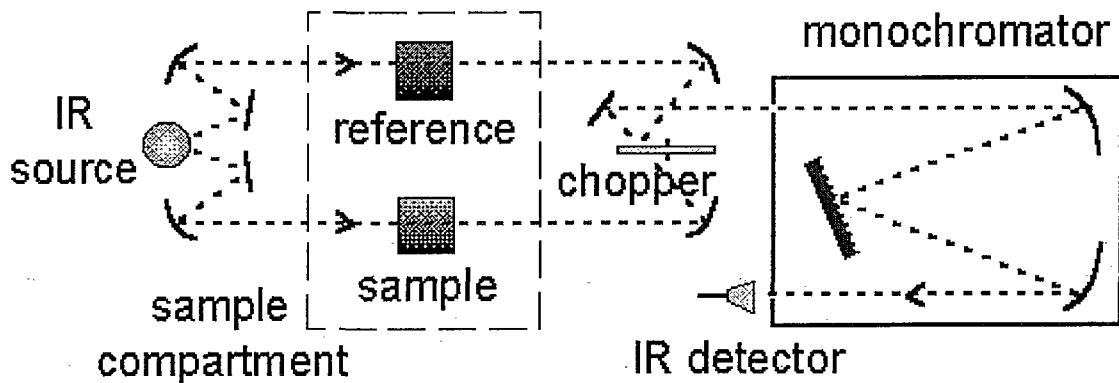 monochromator
IR
source
reference
chopper
sample
sample
compartment
IR detector